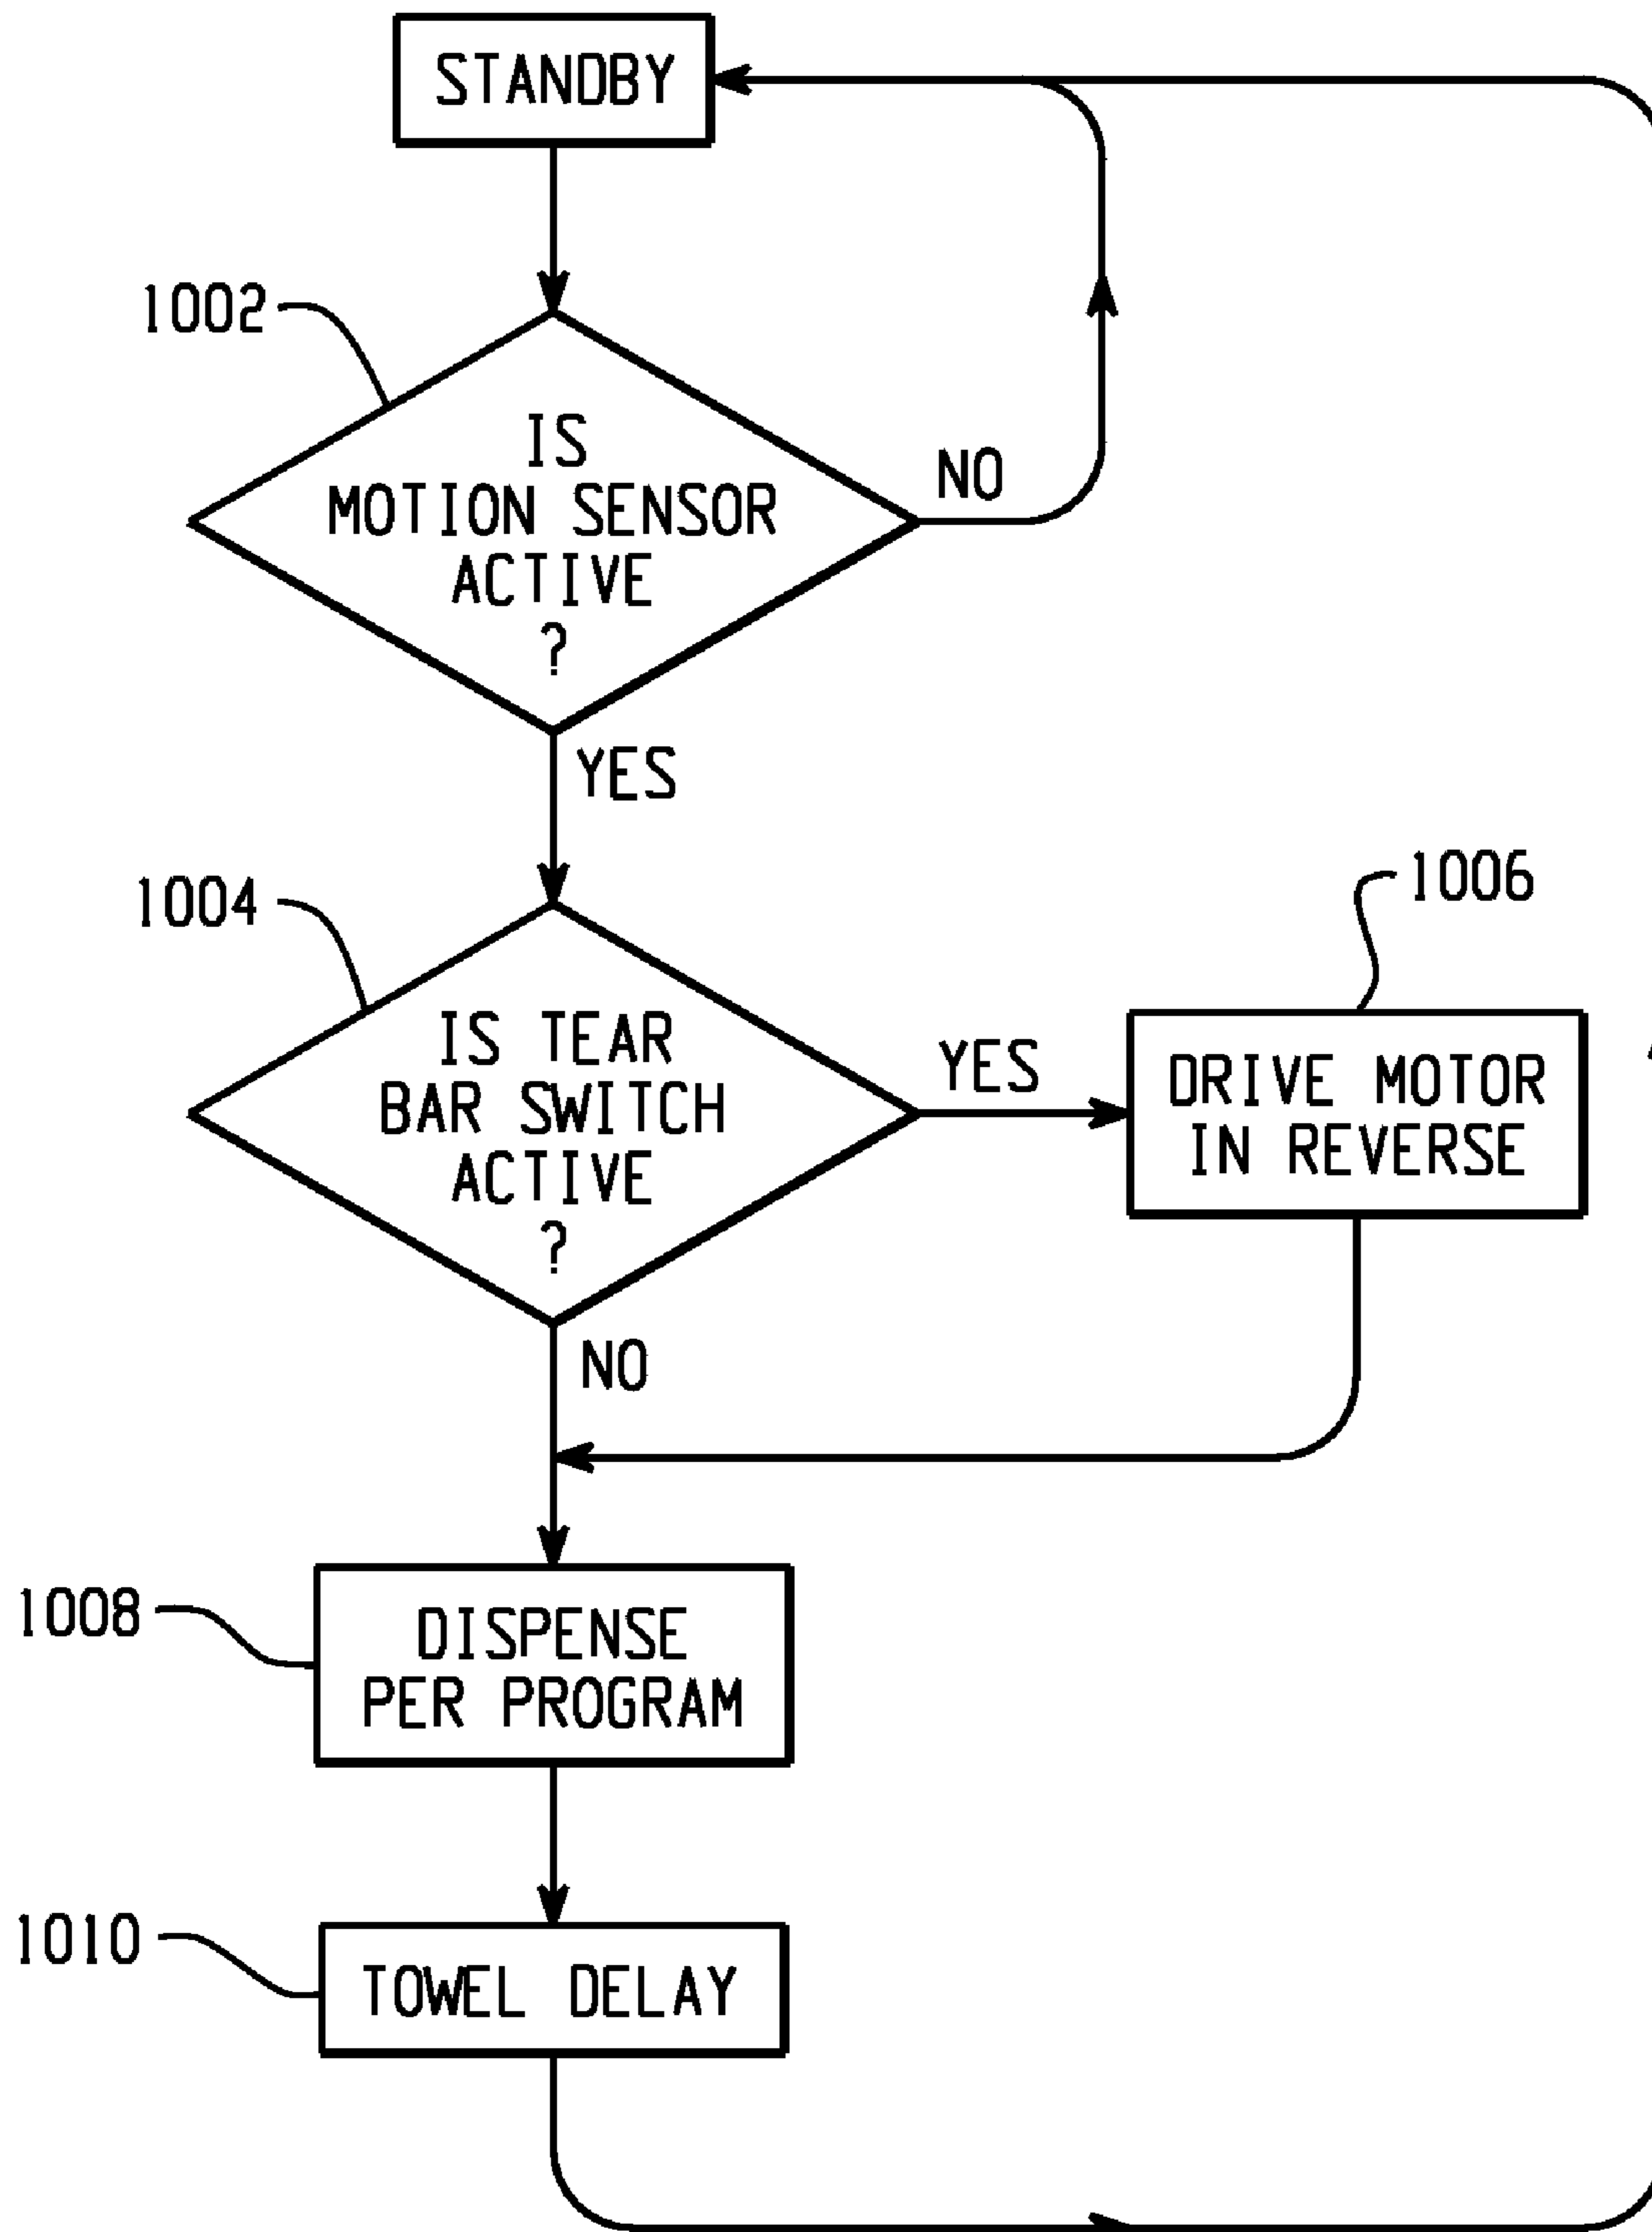 STANDBY
1002
IS
MOTION SENSOR
ACTIVE
?
NO
YES
1004
IS TEAR
BAR SWITCH
ACTIVE
?
YES
1006
DRIVE MOTOR
IN REVERSE
NO
1008
DISPENSE
PER PROGRAM
1010
TOWEL DELAY